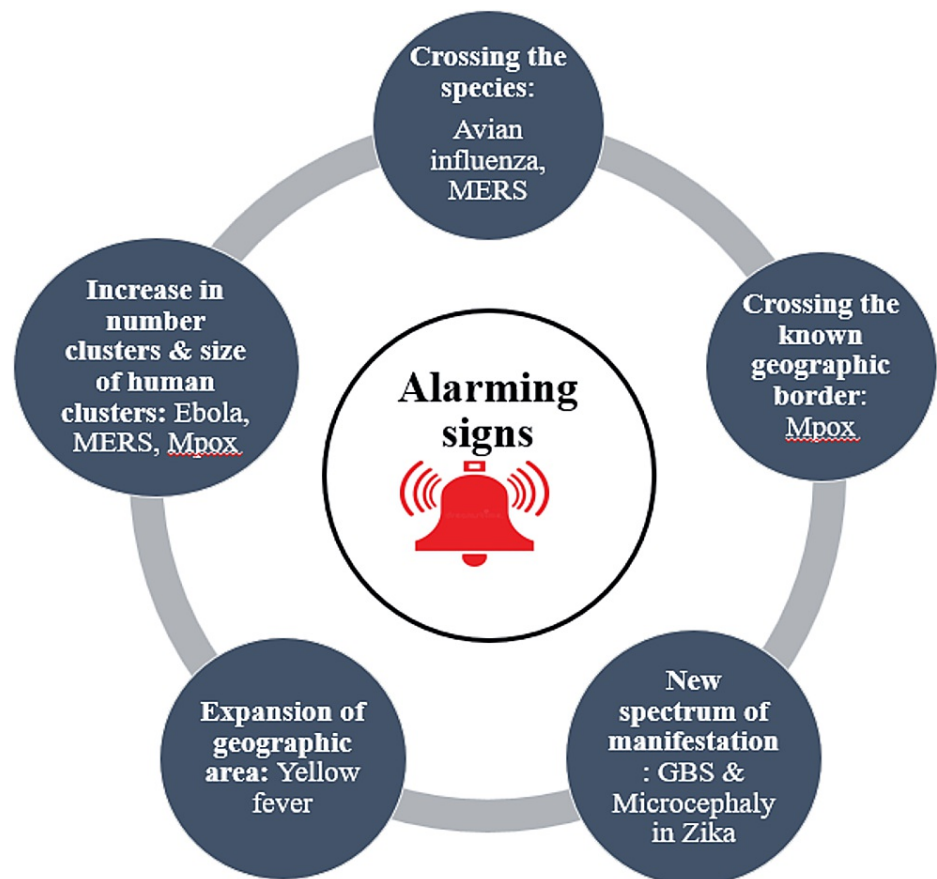 Crossing the
species:
Avian
influenza,
MERS
Crossing the
known
geographic
border:
Mpox
New
spectrum of
manifestation
: GBS &
Microcephaly
in Zika
Expansion of
geographic
area: Yellow
fever
Increase in
number
clusters & size
of human
clusters: Ebola,
MERS, Mpox
Alarming
signs